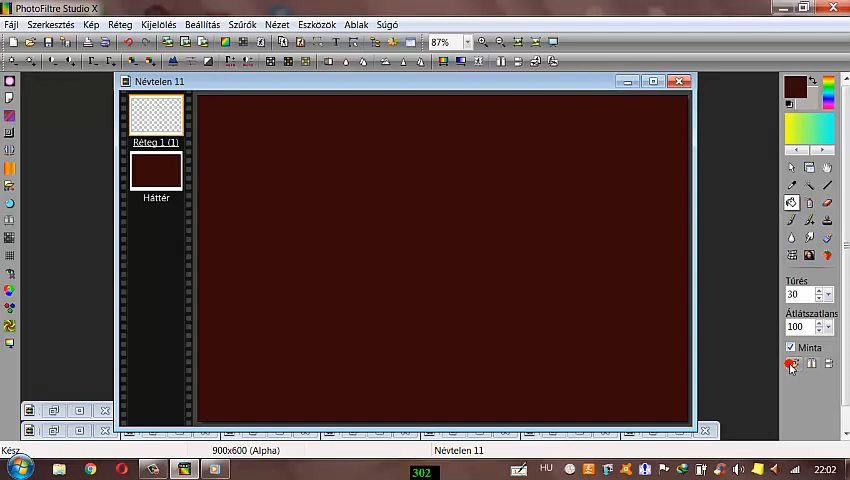 PhotoFiltre Studio X
Fájl Szerkesztés Kép Réteg Kijelölés Beállítás Szűrők Nézet Eszközök Ablak Súgó
87%
Névtelen 11
Réteg 1 (1)
Háttér
Tűrés
30
Átlátszatlans
100
Minta
Kész
900x600 (Alpha)
Névtelen 11
302
HU
22:02